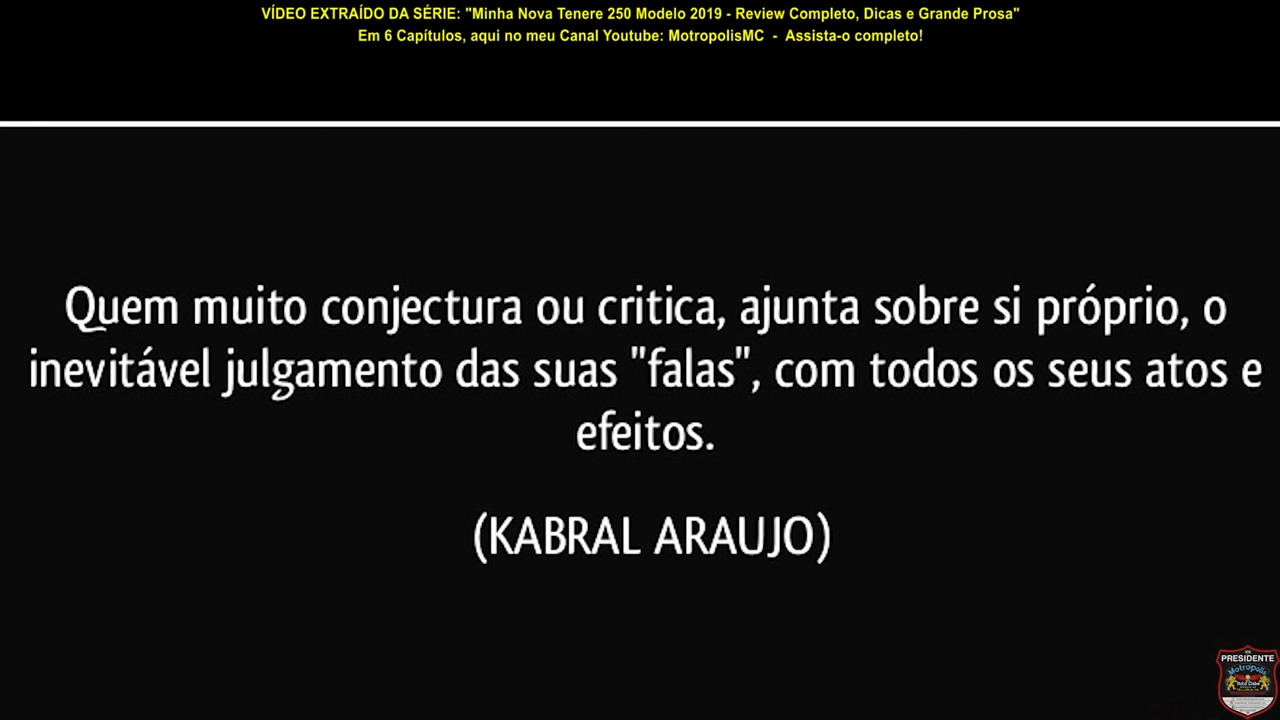 VÍDEO EXTRAÍDO DA SÉRIE: "Minha Nova Tenere 250 Modelo 2019 - Review Completo, Dicas e Grande Prosa"
Em 6 Capítulos, aqui no meu Canal Youtube: MotropolisMC - Assista-o completo!
Quem muito conjectura ou critica, ajunta sobre si próprio, o
inevitável julgamento das suas "falas", com todos os seus atos e
efeitos.
(KABRAL ARAUJO)
PRESIDENTE
Motropolis